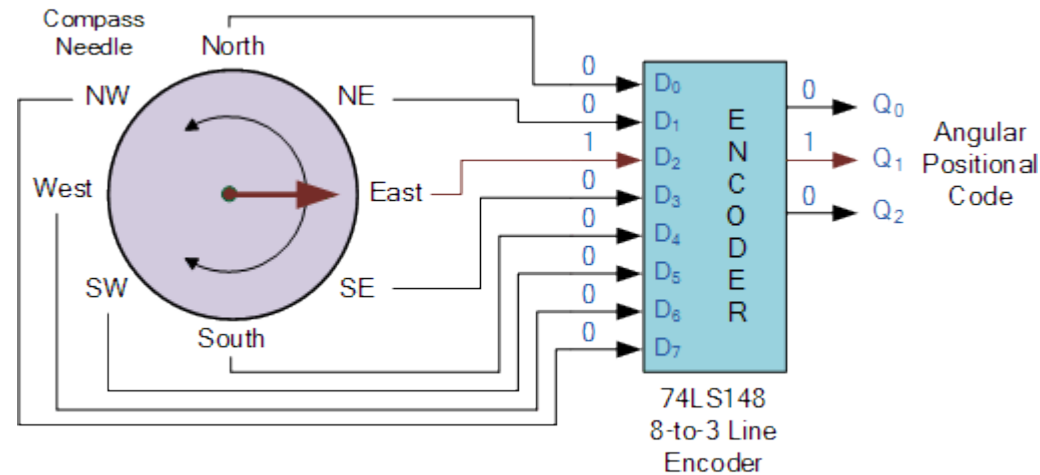 Compass
Needle
North
NW
NE
West
East
SW
SE
South
0
D0
0
D1
1
D2
0
D3
0
D4
0
D5
0
D6
0
D7
E
N
C
O
D
E
R
0
Q0
1
Q1
0
Q2
Angular
Positional
Code
74LS148
8-to-3 Line
Encoder